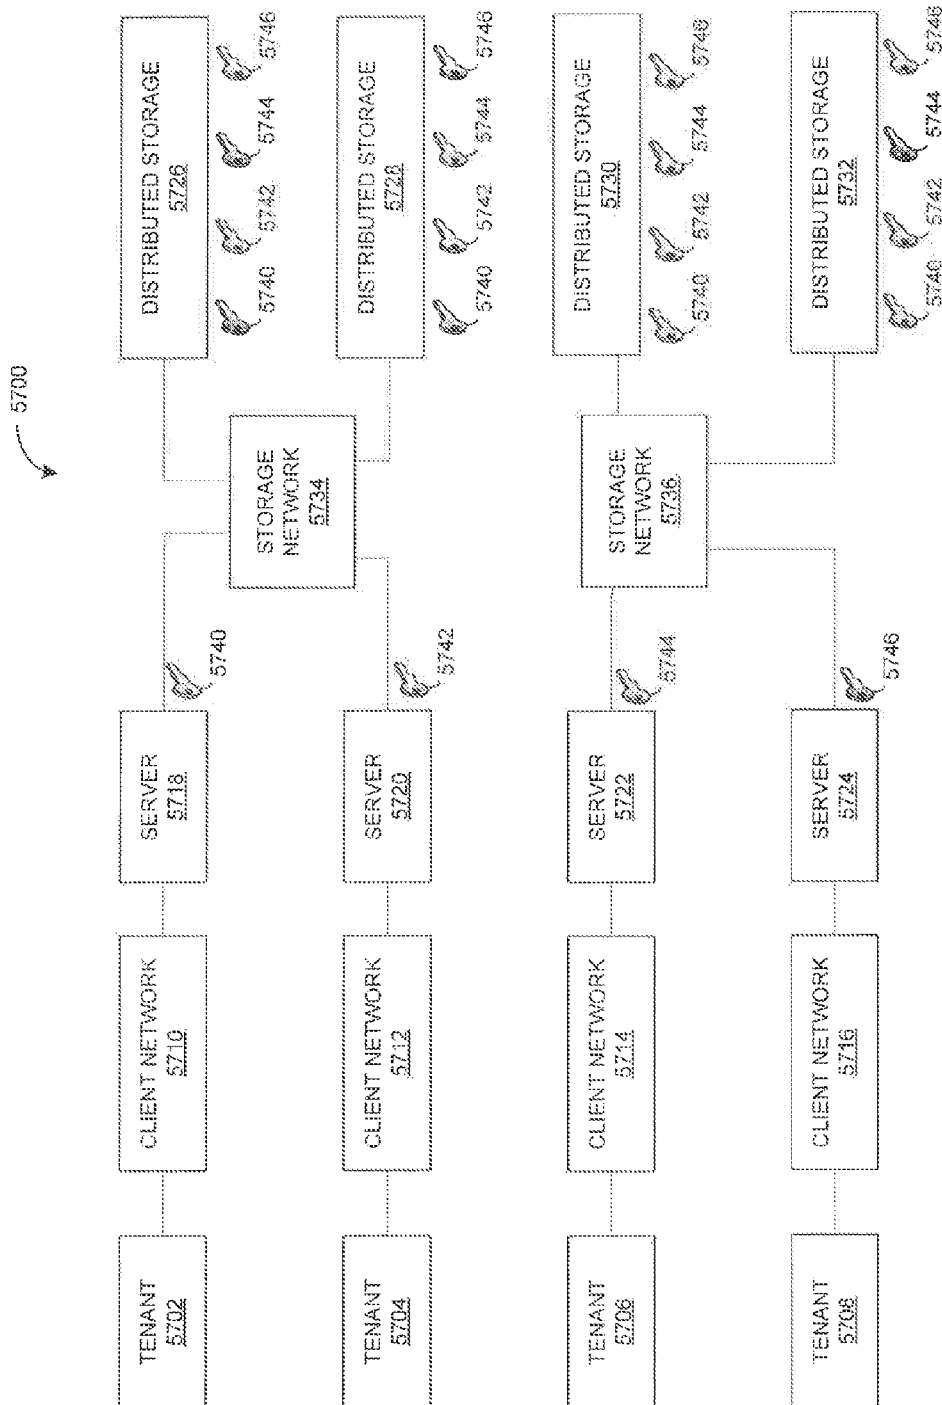 5700
TENANT
5702
CLIENT NETWORK
5710
SERVER
5718
5740
STORAGE
NETWORK
5734
DISTRIBUTED STORAGE
5726
5740
5742
5744
5746
TENANT
5704
CLIENT NETWORK
5712
SERVER
5720
5742
DISTRIBUTED STORAGE
5728
5740
5742
5744
5746
TENANT
5706
CLIENT NETWORK
5714
SERVER
5722
5744
STORAGE
NETWORK
5736
DISTRIBUTED STORAGE
5730
5740
5742
5744
5746
TENANT
5708
CLIENT NETWORK
5716
SERVER
5724
5746
DISTRIBUTED STORAGE
5732
5740
5742
5744
5746